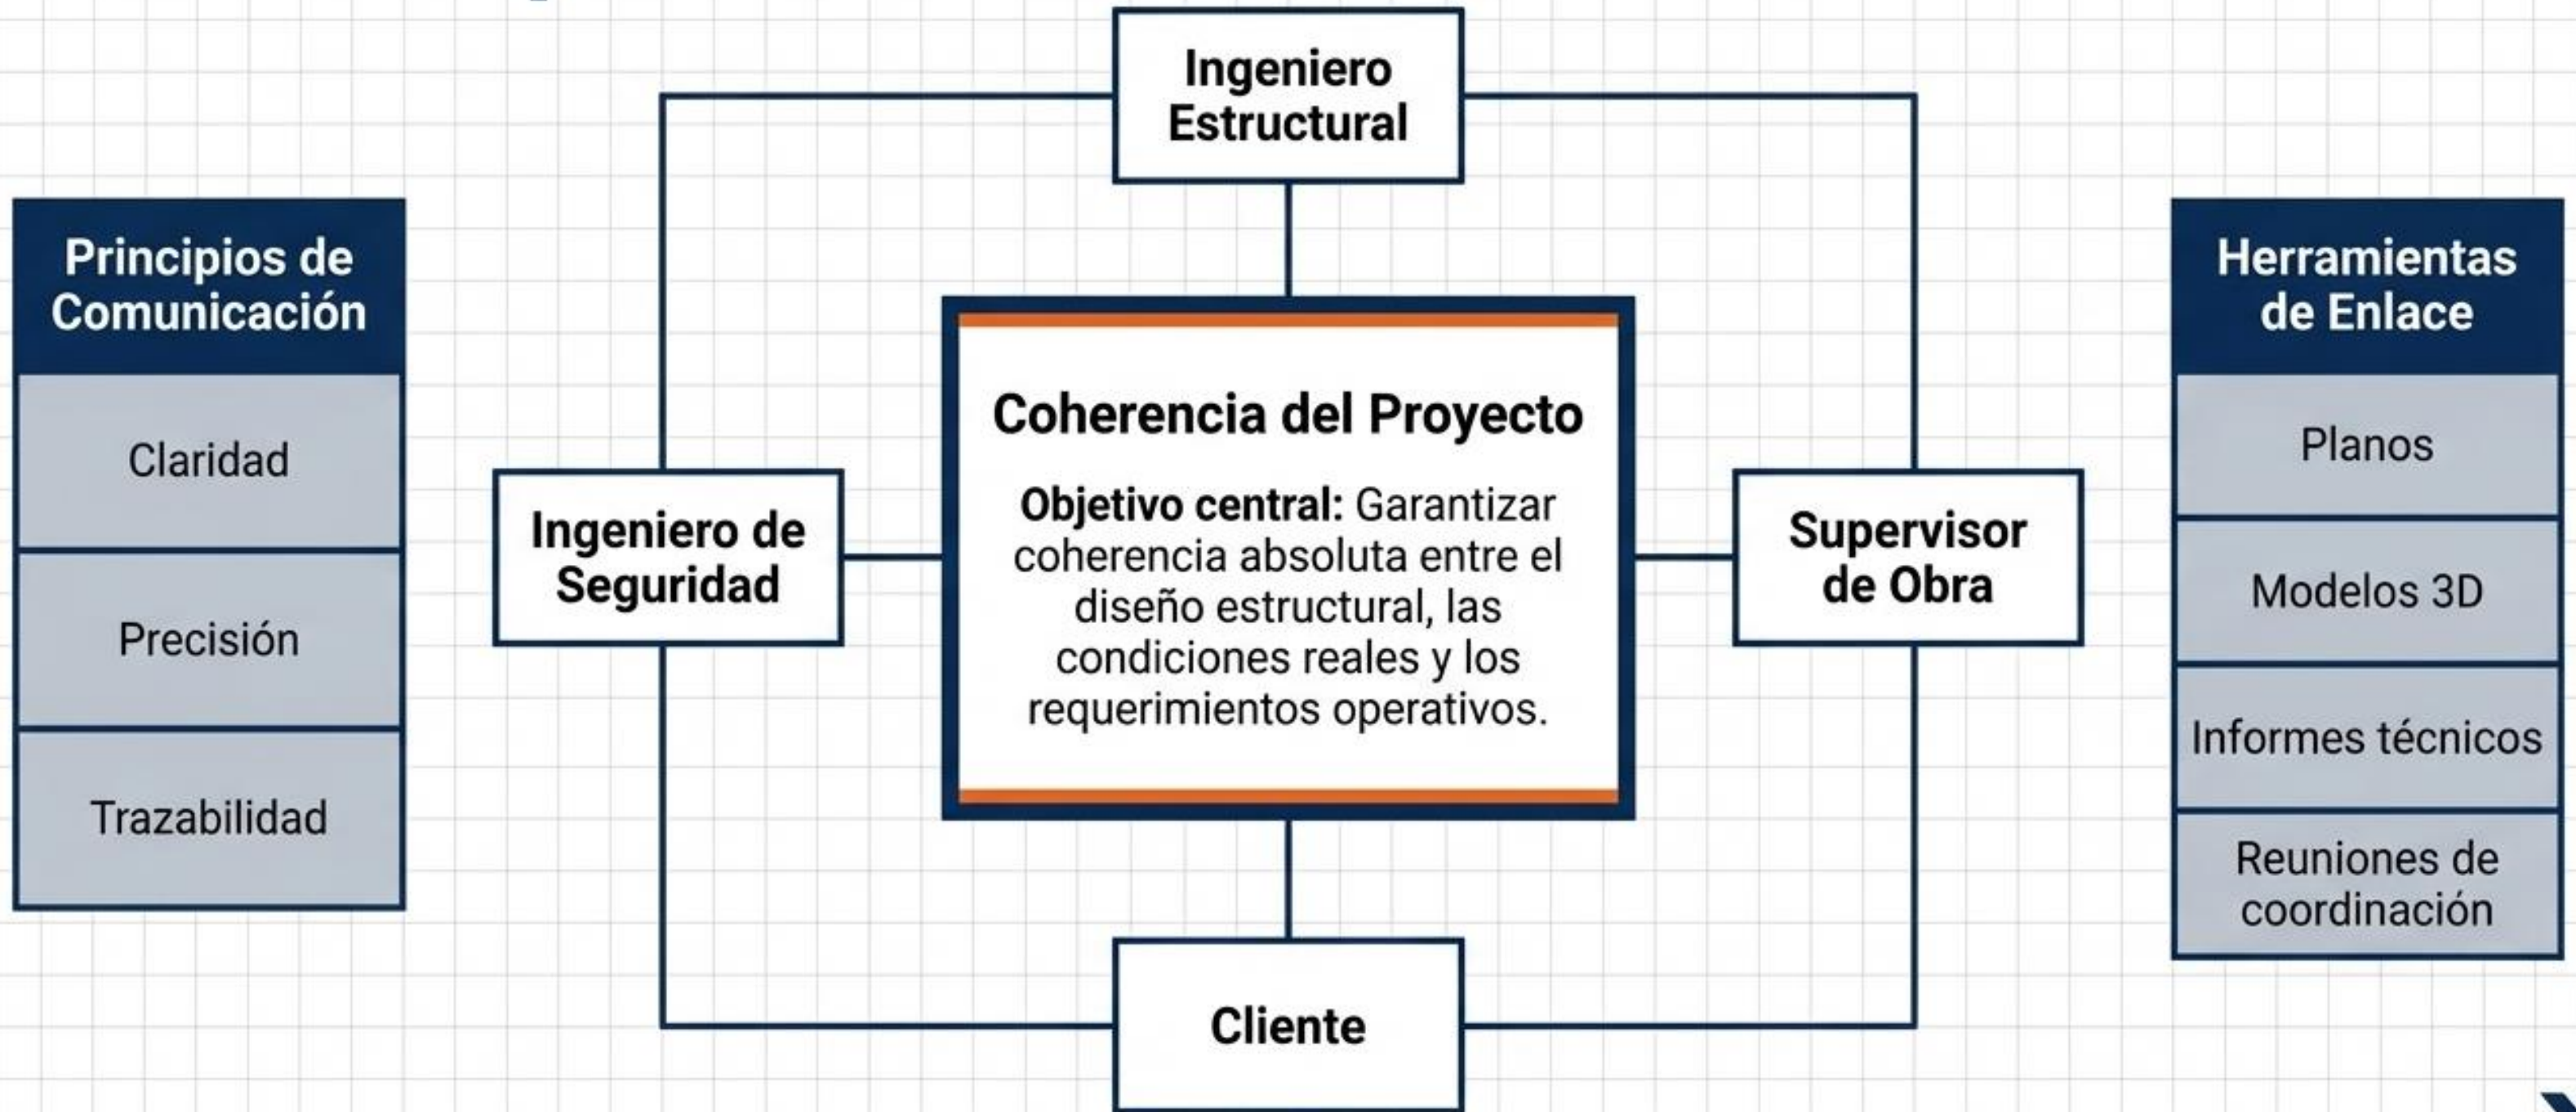 Ingeniero
Estructural
Principios de
Comunicación
Claridad
Precisión
Trazabilidad
Ingeniero de
Seguridad
Coherencia del Proyecto
Objetivo central: Garantizar
coherencia absoluta entre el
diseño estructural, las
condiciones reales y los
requerimientos operativos.
Supervisor
de Obra
Cliente
Herramientas
de Enlace
Planos
Modelos 3D
Informes técnicos
Reuniones de
coordinación